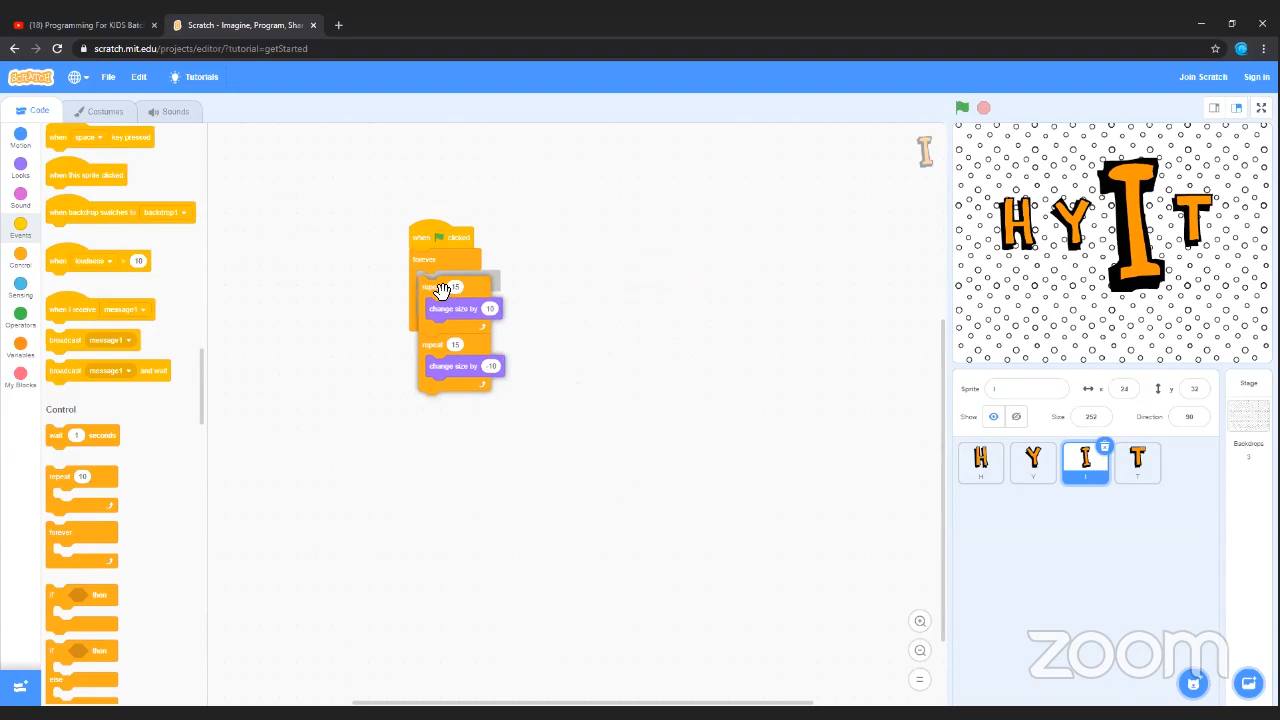 (18) Programming For KIDS Batc
Scratch - Imagine, Program, Sha
scratch.mit.edu/projects/editor/?tutorial=getStarted
SCRATCH
File
Edit
Tutorials
Join Scratch
Sign in
Code
Costumes
Sounds
Motion
Looks
Sound
Events
Control
Sensing
Operators
Variables
My Blocks
when space key pressed
when this sprite clicked
when backdrop switches to backdrop1
when loudness > 10
when I receive message1
broadcast message1
broadcast message1 and wait
Control
wait 1 seconds
repeat 10
forever
if then
if then
else
when clicked
forever
15
change size by 10
repeat 15
change size by -10
H Y I T
Sprite I x 24 y 32
Show Size 252 Direction 90
H
Y
I
T
Stage
Backdrops
3
zoom